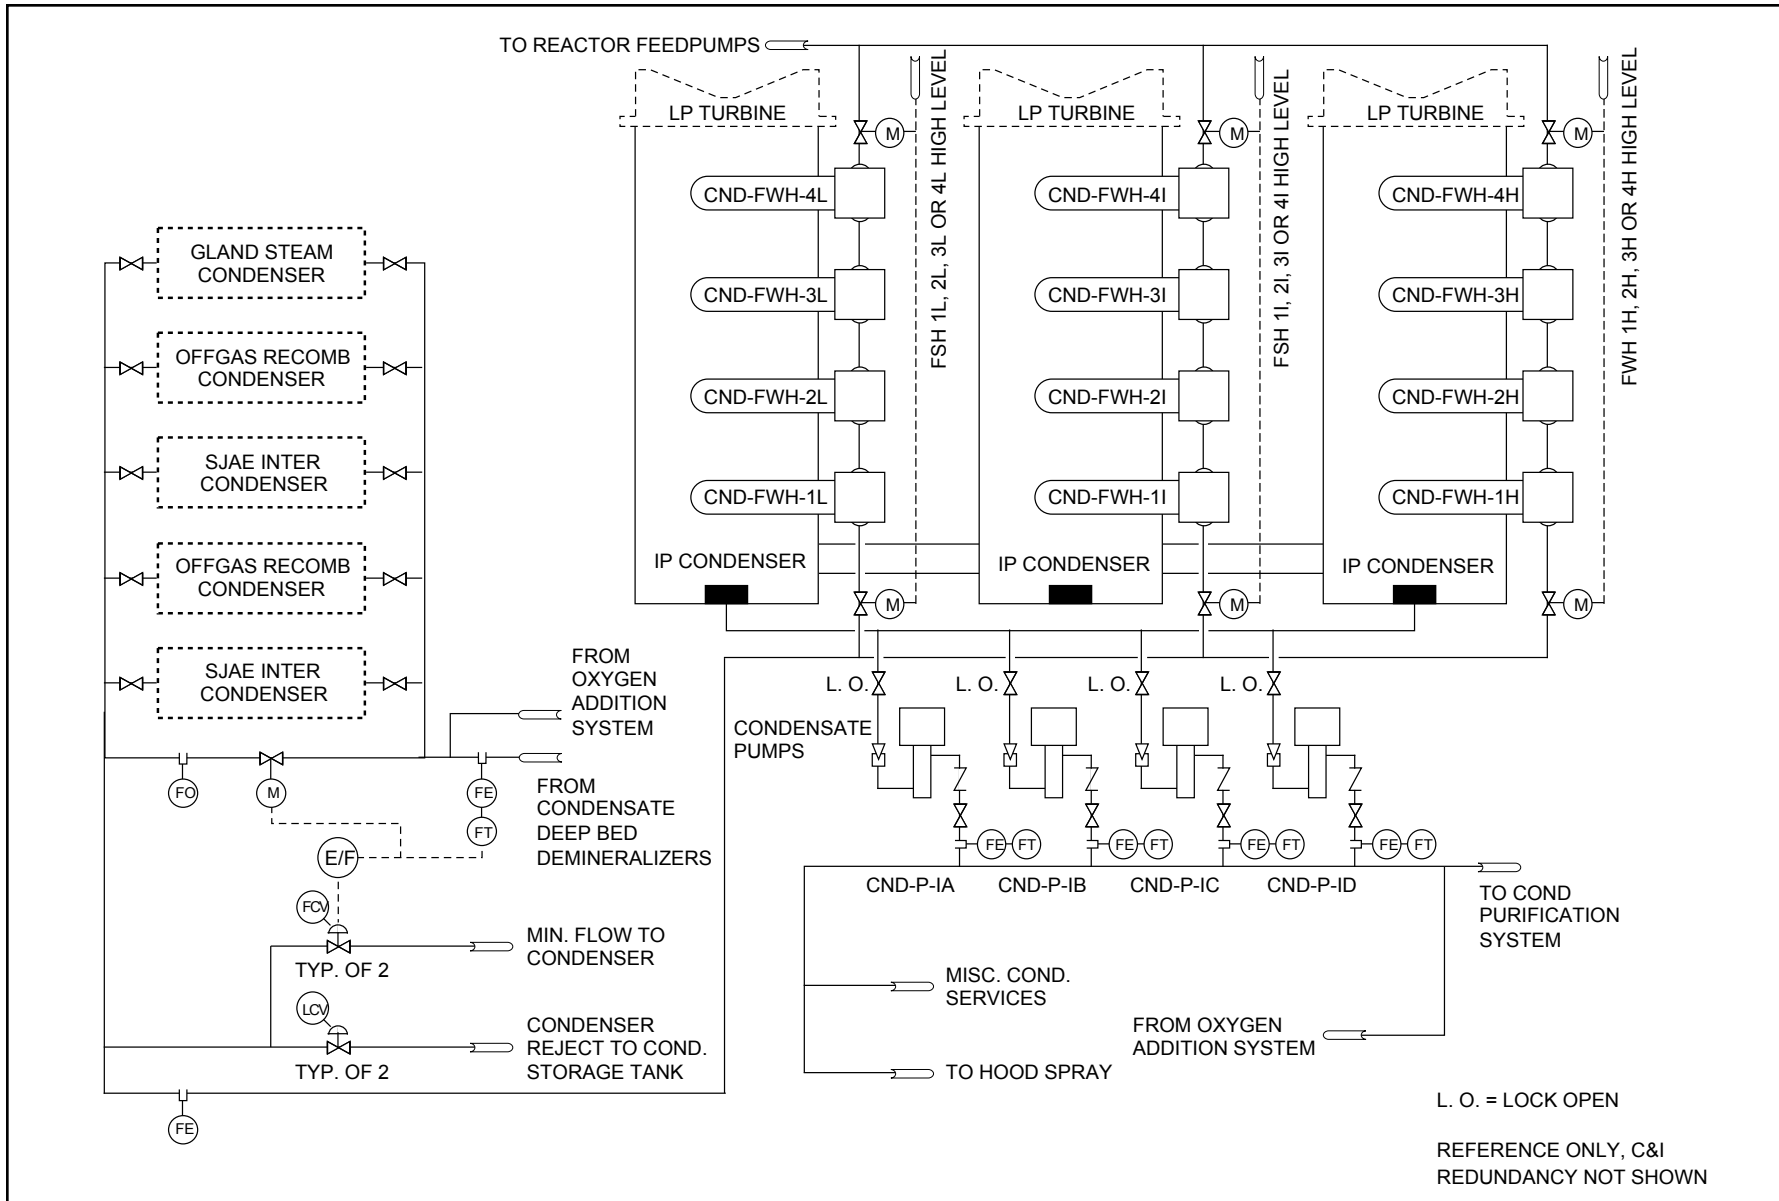 TO REACTOR FEEDPUMPS
LP TURBINE
LP TURBINE
LP TURBINE
M
M
M
FSH 1L, 2L, 3L OR 4L HIGH LEVEL
FSH 1I, 2I, 3I OR 4I HIGH LEVEL
FWH 1H, 2H, 3H OR 4H HIGH LEVEL
CND-FWH-4L
CND-FWH-4I
CND-FWH-4H
CND-FWH-3L
CND-FWH-3I
CND-FWH-3H
CND-FWH-2L
CND-FWH-2I
CND-FWH-2H
CND-FWH-1L
CND-FWH-1I
CND-FWH-1H
IP CONDENSER
IP CONDENSER
IP CONDENSER
M
M
M
GLAND STEAM
CONDENSER
OFFGAS RECOMB
CONDENSER
SJAE INTER
CONDENSER
OFFGAS RECOMB
CONDENSER
SJAE INTER
CONDENSER
FROM
OXYGEN
ADDITION
SYSTEM
L. O.
L. O.
L. O.
L. O.
CONDENSATE
PUMPS
FO
M
FE
FT
FROM
CONDENSATE
DEEP BED
DEMINERALIZERS
E/F
FE
FT
FE
FT
FE
FT
FE
FT
CND-P-IA
CND-P-IB
CND-P-IC
CND-P-ID
TO COND
PURIFICATION
SYSTEM
FCV
TYP. OF 2
MIN. FLOW TO
CONDENSER
LCV
TYP. OF 2
CONDENSER
REJECT TO COND.
STORAGE TANK
FE
MISC. COND.
SERVICES
FROM OXYGEN
ADDITION SYSTEM
TO HOOD SPRAY
L. O. = LOCK OPEN
REFERENCE ONLY, C&I
REDUNDANCY NOT SHOWN